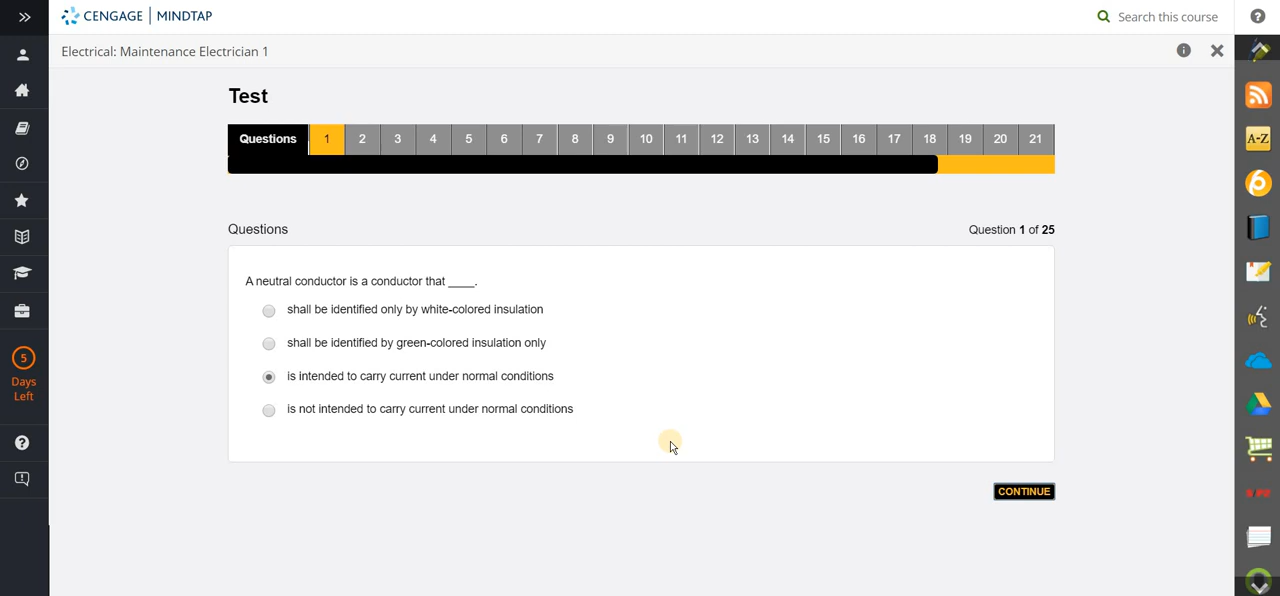 CENGAGE | MINDTAP
Search this course
Electrical: Maintenance Electrician 1
Test
Questions 1 2 3 4 5 6 7 8 9 10 11 12 13 14 15 16 17 18 19 20 21
Questions
Question 1 of 25
A neutral conductor is a conductor that ____.
shall be identified only by white-colored insulation
shall be identified by green-colored insulation only
is intended to carry current under normal conditions
is not intended to carry current under normal conditions
CONTINUE
5
Days
Left
A-Z